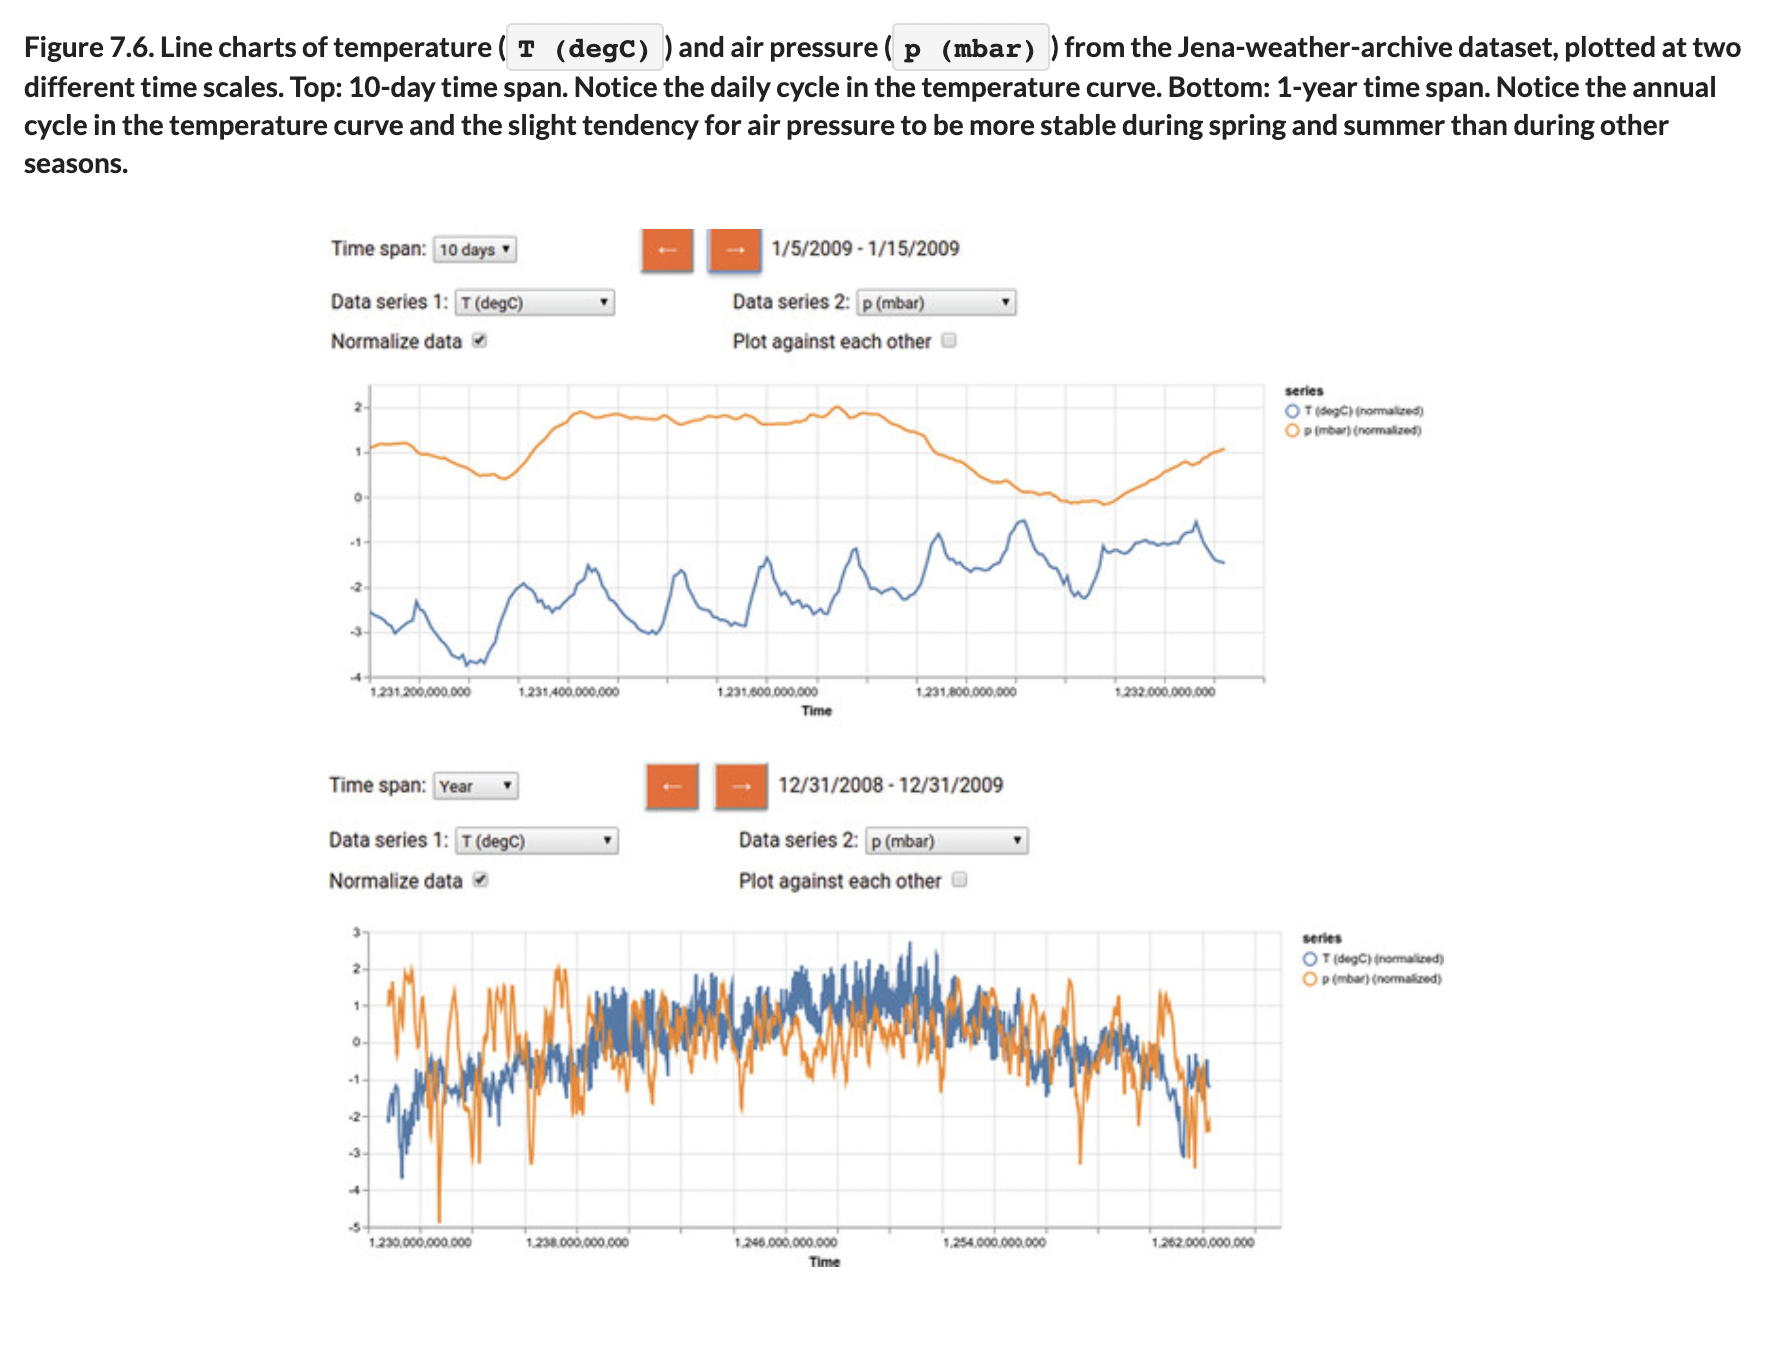 Figure 7.6. Line charts of temperature ( T (degC) ) and air pressure ( p (mbar) ) from the Jena-weather-archive dataset, plotted at two
different time scales. Top: 10-day time span. Notice the daily cycle in the temperature curve. Bottom: 1-year time span. Notice the annual
cycle in the temperature curve and the slight tendency for air pressure to be more stable during spring and summer than during other
seasons.
Time span: 10 days ▾ ← → 1/5/2009 - 1/15/2009
Data series 1: T (degC) ▾ Data series 2: p (mbar) ▾
Normalize data Plot against each other
series
T (degC) (normalized)
p (mbar) (normalized)
2
1
0
-1
-2
-3
-4
1,231,200,000,000 1,231,400,000,000 1,231,600,000,000 1,231,800,000,000 1,232,000,000,000
Time
Time span: Year ▾ ← → 12/31/2008 - 12/31/2009
Data series 1: T (degC) ▾ Data series 2: p (mbar) ▾
Normalize data Plot against each other
series
T (degC) (normalized)
p (mbar) (normalized)
3
2
1
0
-1
-2
-3
-4
-5
1,230,000,000,000 1,238,000,000,000 1,246,000,000,000 1,254,000,000,000 1,262,000,000,000
Time